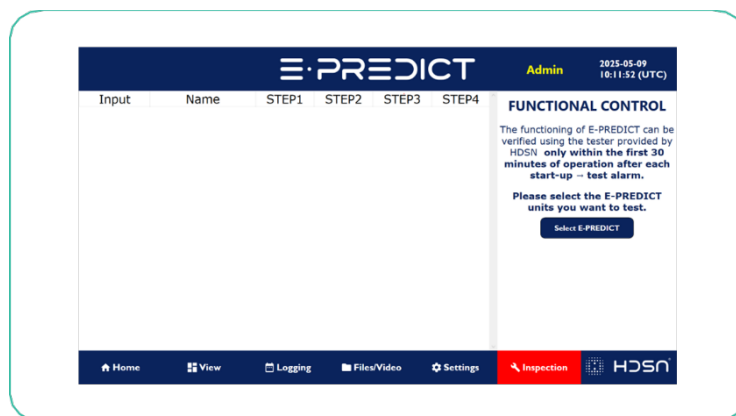 E·PREDICT
Admin
2025-05-09
10:11:52 (UTC)
Input Name STEP1 STEP2 STEP3 STEP4
FUNCTIONAL CONTROL
The functioning of E-PREDICT can be
verified using the tester provided by
HDSN only within the first 30
minutes of operation after each
start-up → test alarm.
Please select the E-PREDICT
units you want to test.
Select E-PREDICT
Home View Logging Files/Video Settings Inspection HDSN